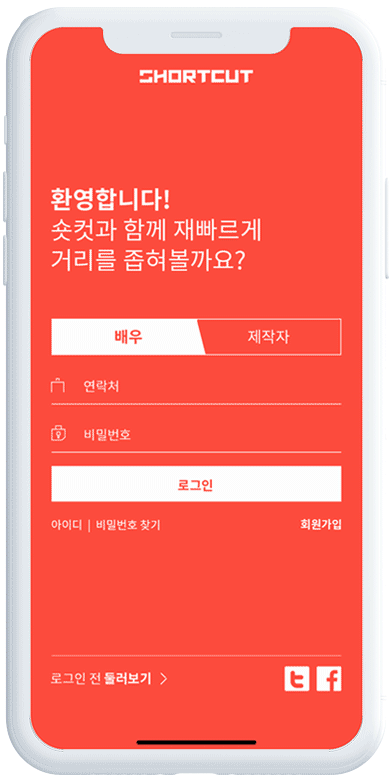 SHORTCUT
환영합니다!
숏컷과 함께 재빠르게
거리를 좁혀볼까요?
배우 제작자
연락처
비밀번호
로그인
아이디 | 비밀번호 찾기 회원가입
로그인 전 둘러보기 >